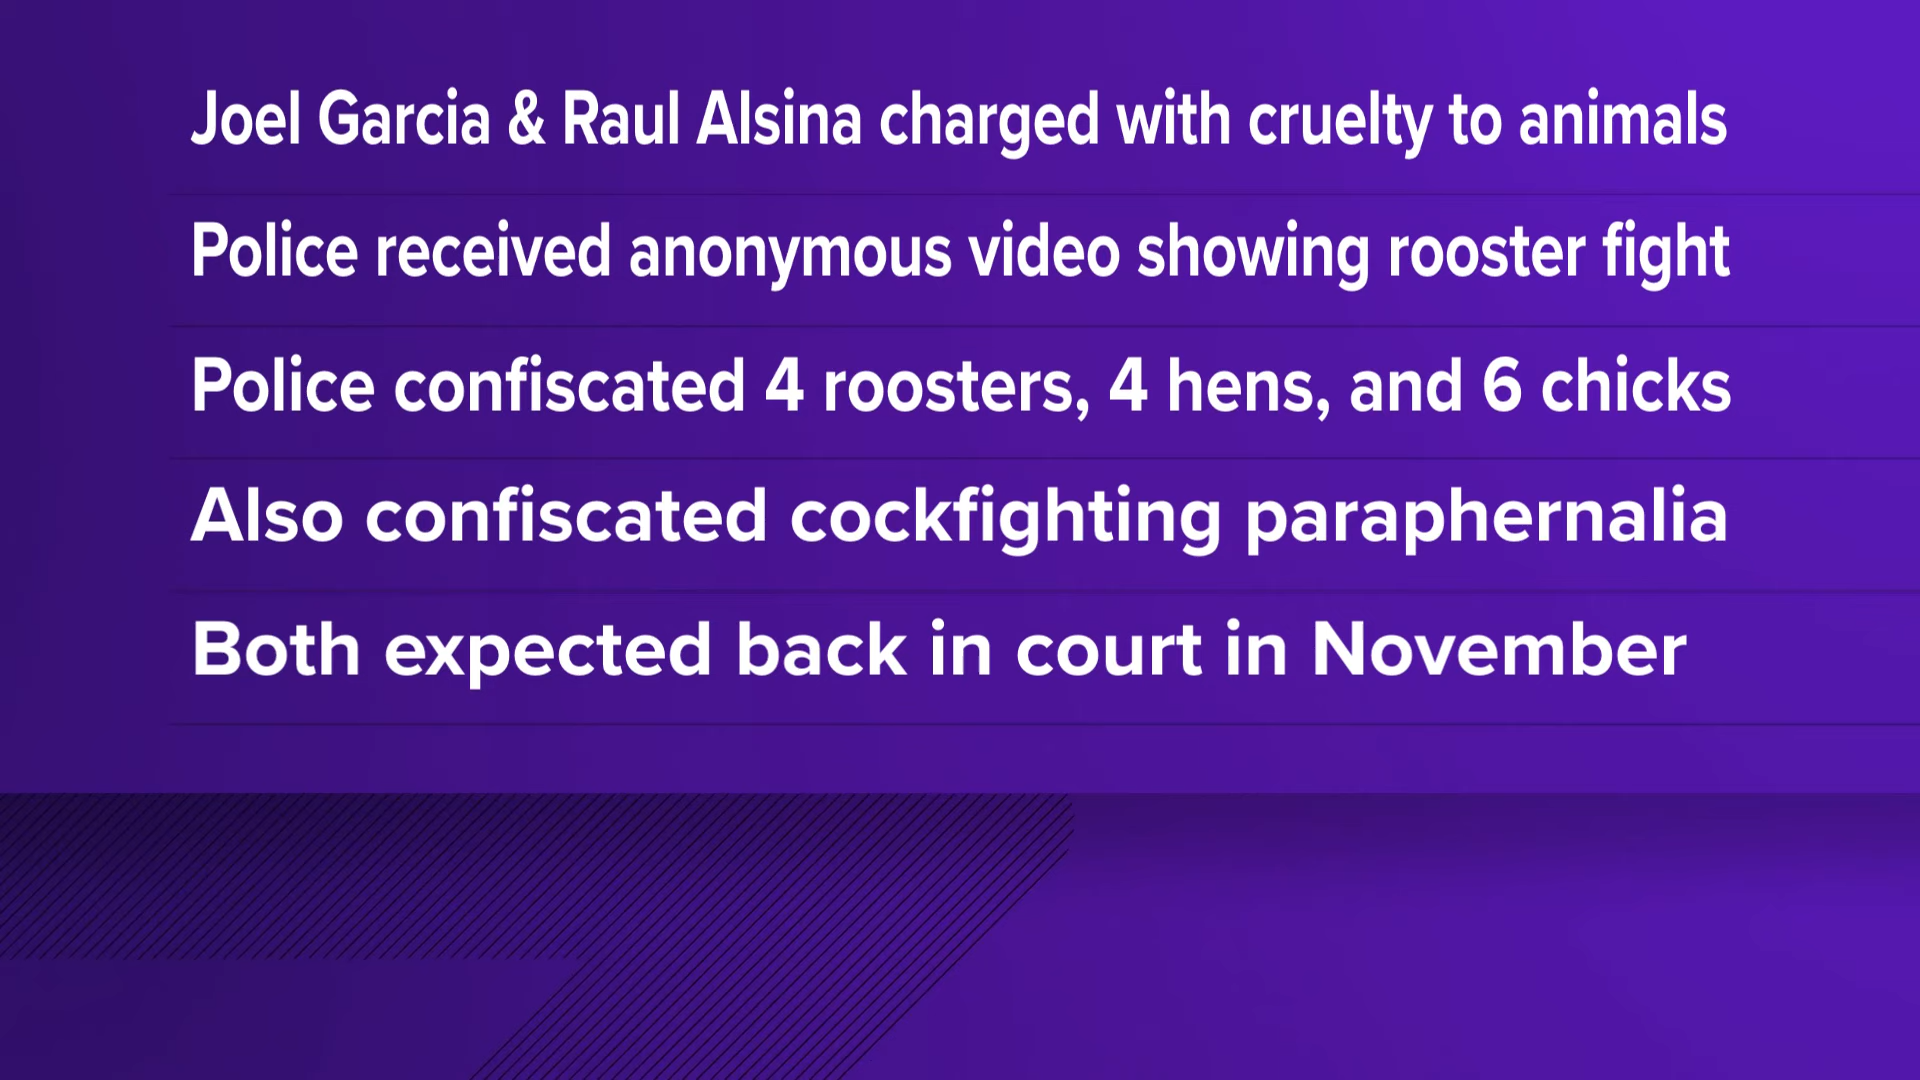 Joel Garcia & Raul Alsina charged with cruelty to animals
Police received anonymous video showing rooster fight
Police confiscated 4 roosters, 4 hens, and 6 chicks
Also confiscated cockfighting paraphernalia
Both expected back in court in November